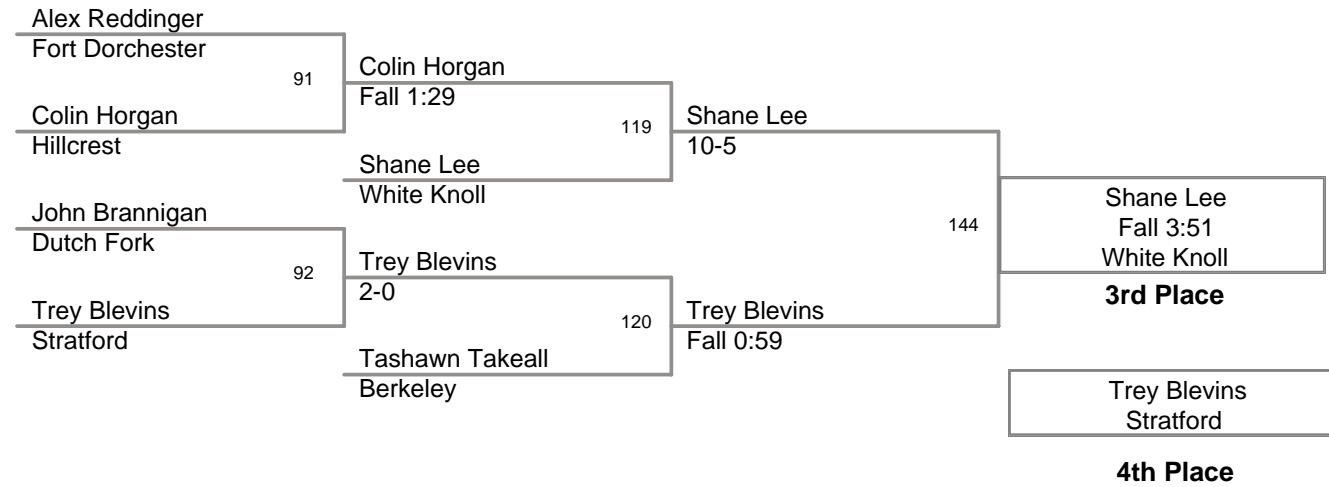 Alex Reddinger
Fort Dorchester
91
Colin Horgan
Fall 1:29
Colin Horgan
Hillcrest
119
Shane Lee
10-5
Shane Lee
White Knoll
John Brannigan
Dutch Fork
92
Trey Blevins
2-0
Trey Blevins
Stratford
120
Trey Blevins
Fall 0:59
Tashawn Takeall
Berkeley
144
Shane Lee
Fall 3:51
White Knoll
3rd Place
Trey Blevins
Stratford
4th Place